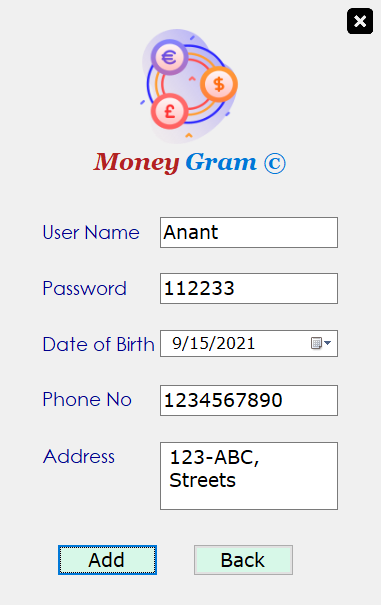 Money Gram ©
User Name Anant
Password 112233
Date of Birth 9/15/2021
Phone No 1234567890
Address 123-ABC,
Streets
Add Back